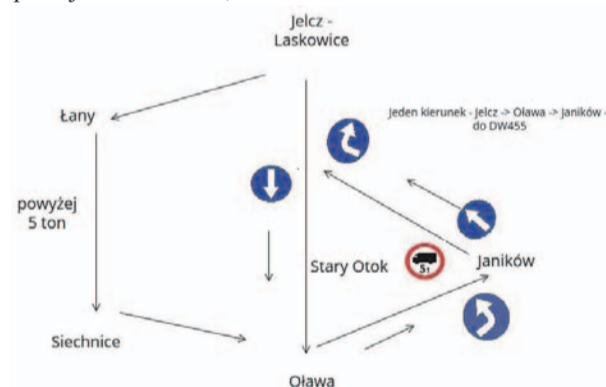 Jelcz -
Laskowice
Łany
Jeden kierunek - Jelcz -> Oława -> Janików -
do DW455
powyżej
5 ton
Stary Otok
5t
Janików
Siechnice
Oława